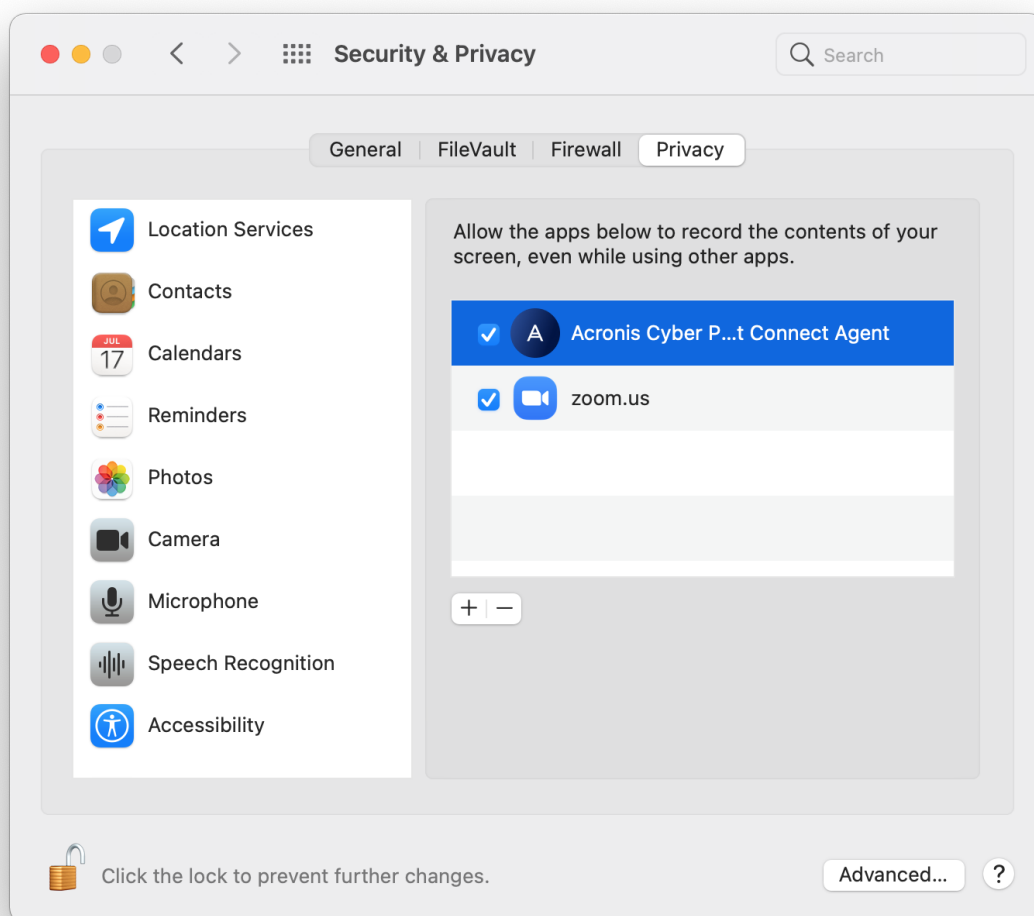 Security & Privacy
Search
General
FileVault
Firewall
Privacy
Location Services
Contacts
JUL
17
Calendars
Reminders
Photos
Camera
Microphone
Speech Recognition
Accessibility
Allow the apps below to record the contents of your
screen, even while using other apps.
Acronis Cyber P...t Connect Agent
zoom.us
Click the lock to prevent further changes.
Advanced...
?